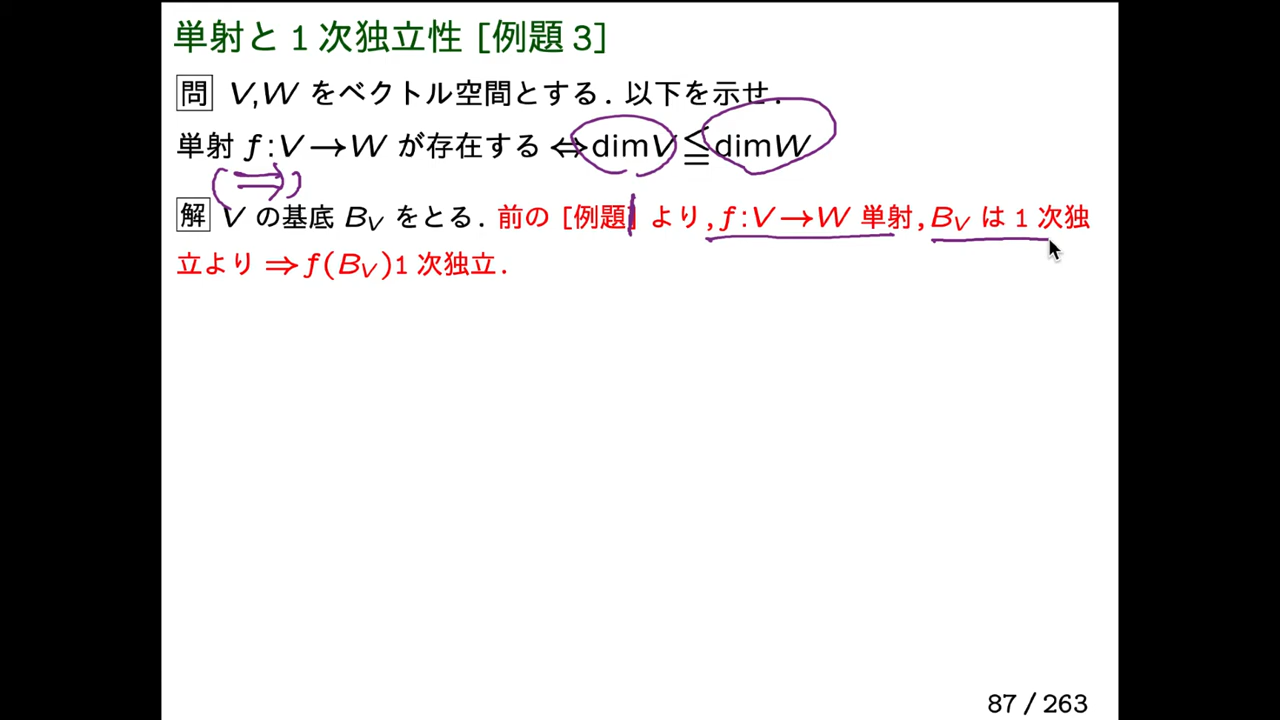 単射と1次独立性 [例題3]
問 V,W をベクトル空間とする. 以下を示せ.
単射 f:V→W が存在する⇔dimV≦dimW
(⇒)
解 V の基底 B_V をとる. 前の [例題] より, f:V→W 単射, B_V は1次独
立より ⇒f(B_V)1次独立.
87 / 263